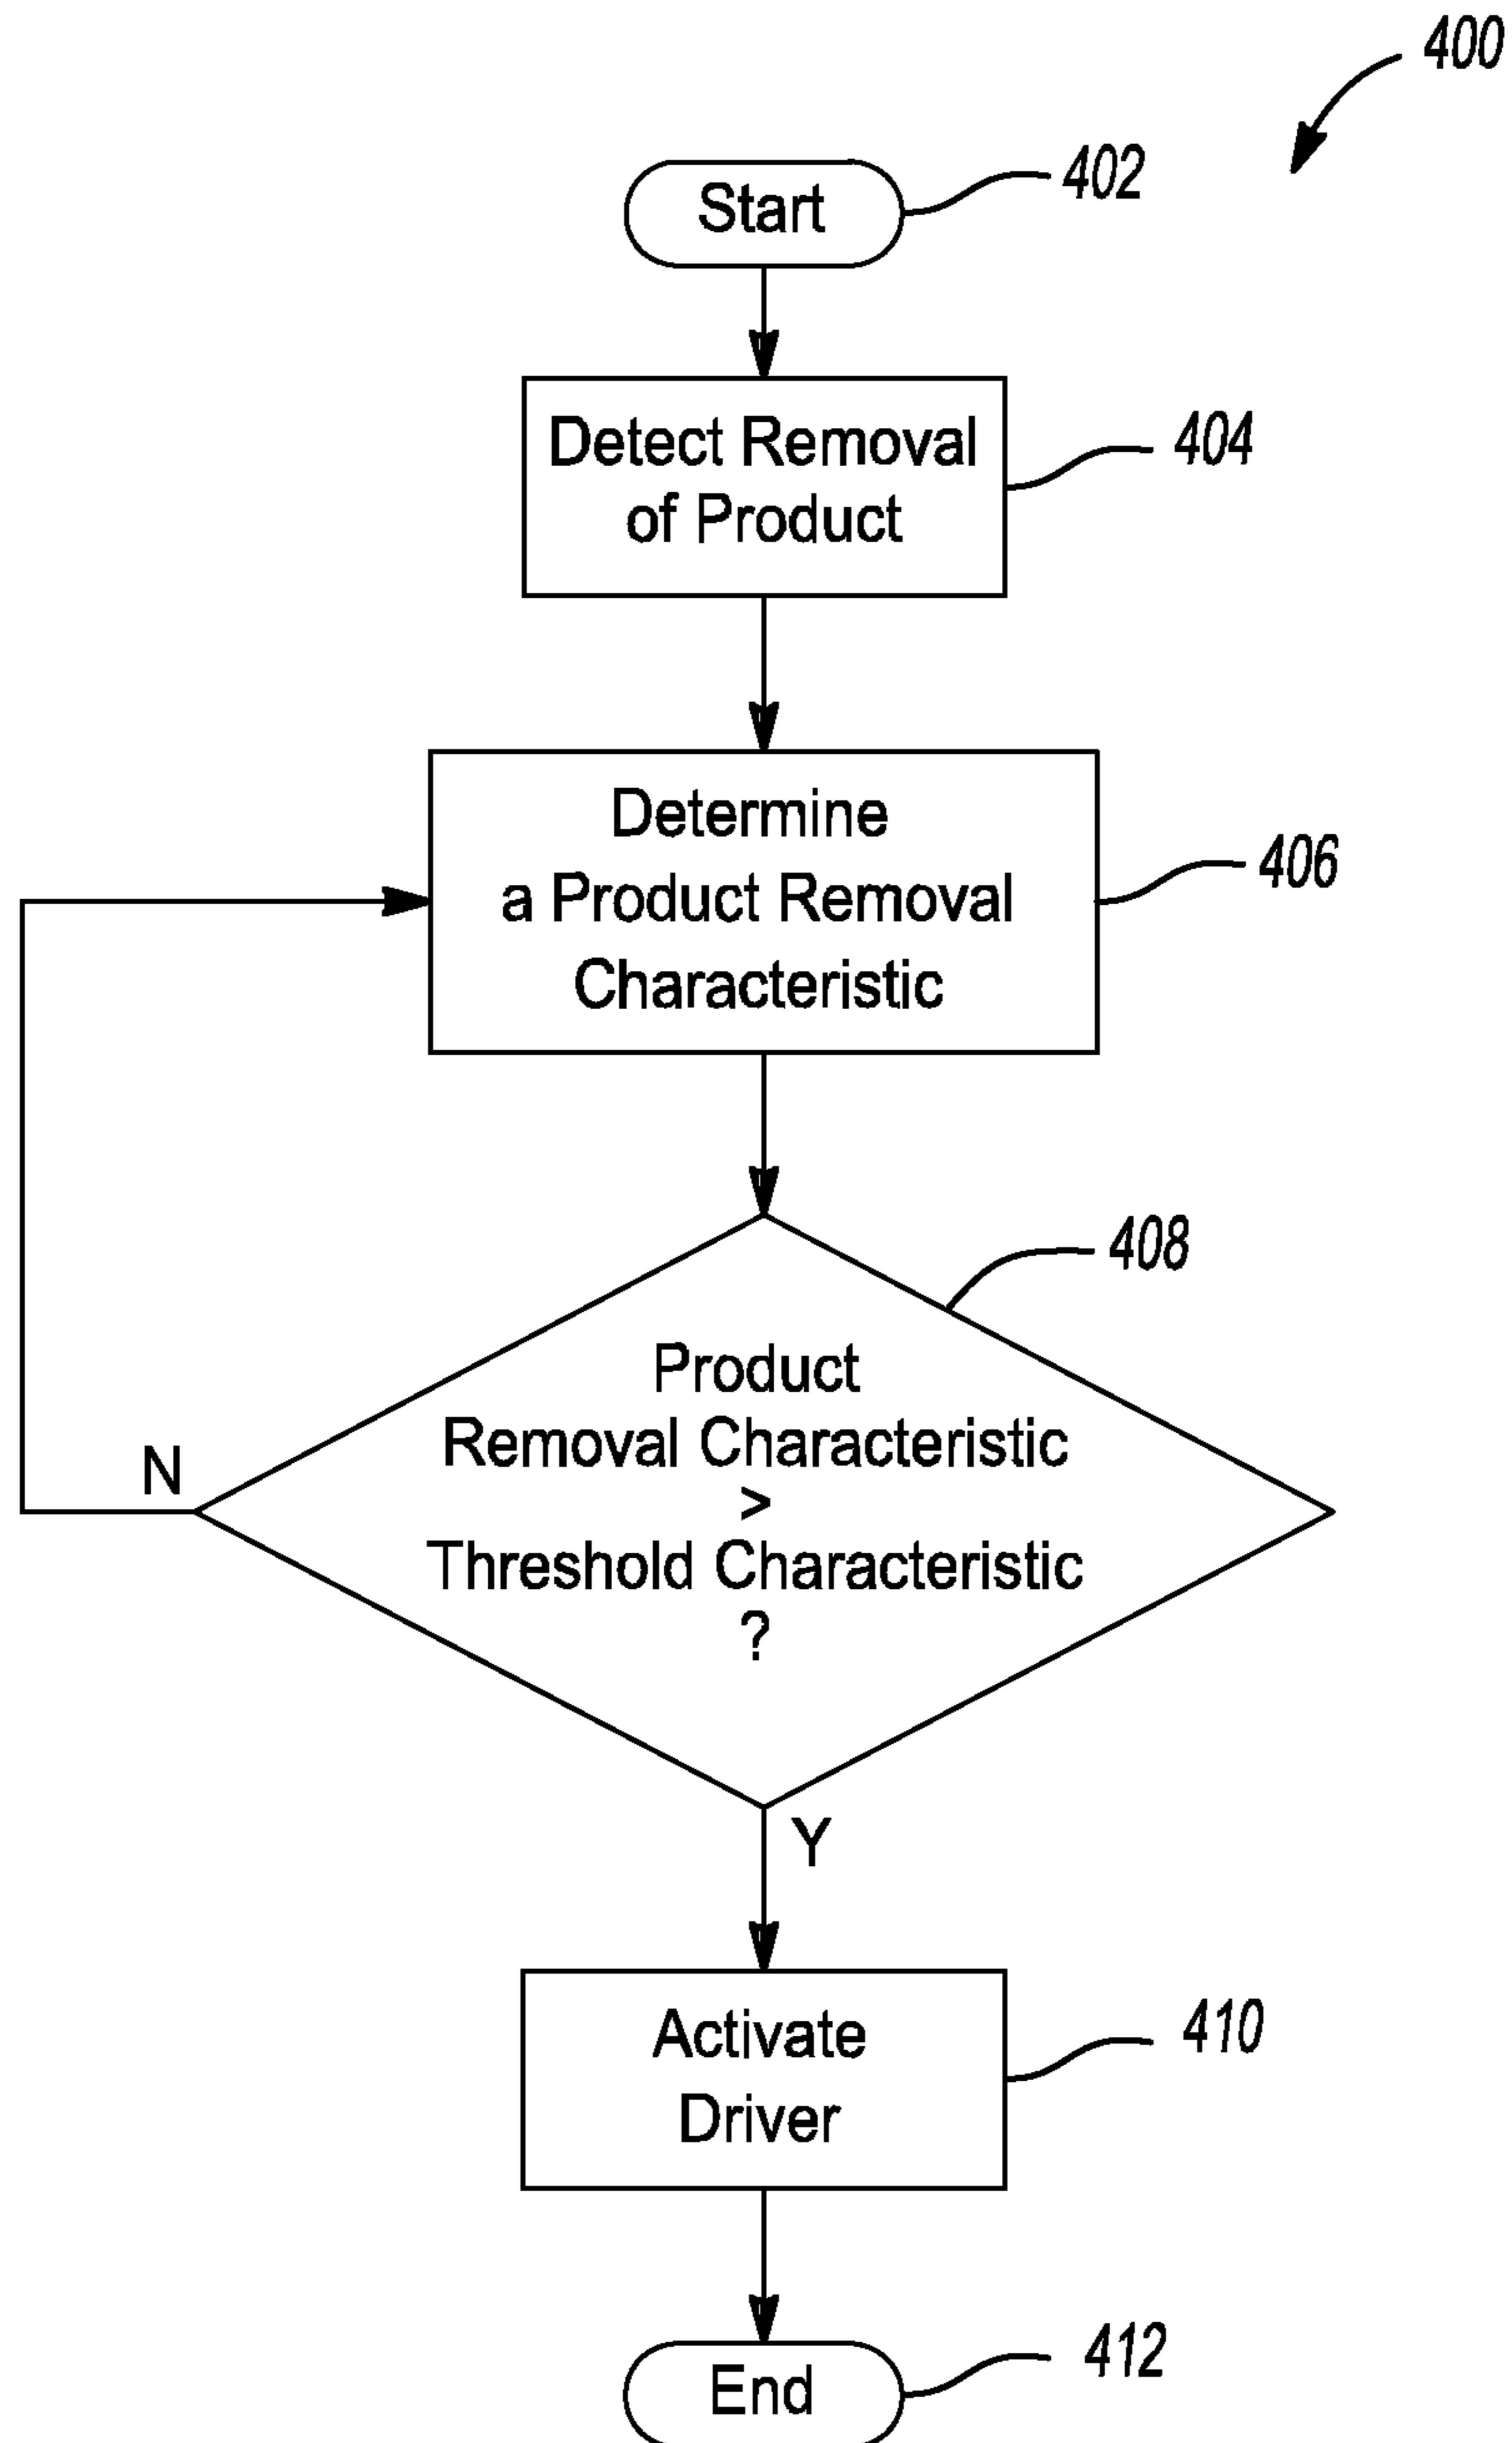 400
Start
402
Detect Removal
of Product
404
Determine
a Product Removal
Characteristic
406
408
Product
Removal Characteristic
>
Threshold Characteristic
?
N
Y
Activate
Driver
410
End
412